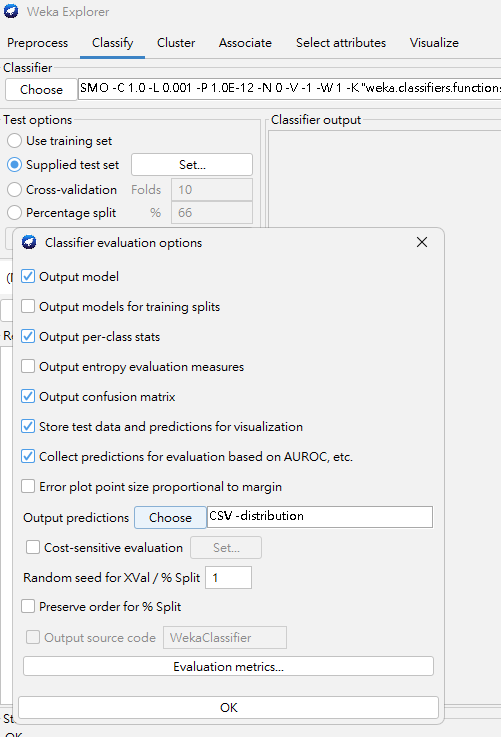 Weka Explorer
Preprocess Classify Cluster Associate Select attributes Visualize
Classifier
Choose SMO -C 1.0 -L 0.001 -P 1.0E-12 -N 0 -V -1 -W 1 -K "weka.classifiers.functions
Test options
Classifier output
Use training set
Supplied test set Set...
Cross-validation Folds 10
Percentage split % 66
Classifier evaluation options
Output model
Output models for training splits
Output per-class stats
Output entropy evaluation measures
Output confusion matrix
Store test data and predictions for visualization
Collect predictions for evaluation based on AUROC, etc.
Error plot point size proportional to margin
Output predictions Choose CSV -distribution
Cost-sensitive evaluation Set...
Random seed for XVal / % Split 1
Preserve order for % Split
Output source code WekaClassifier
Evaluation metrics...
OK
St
OK